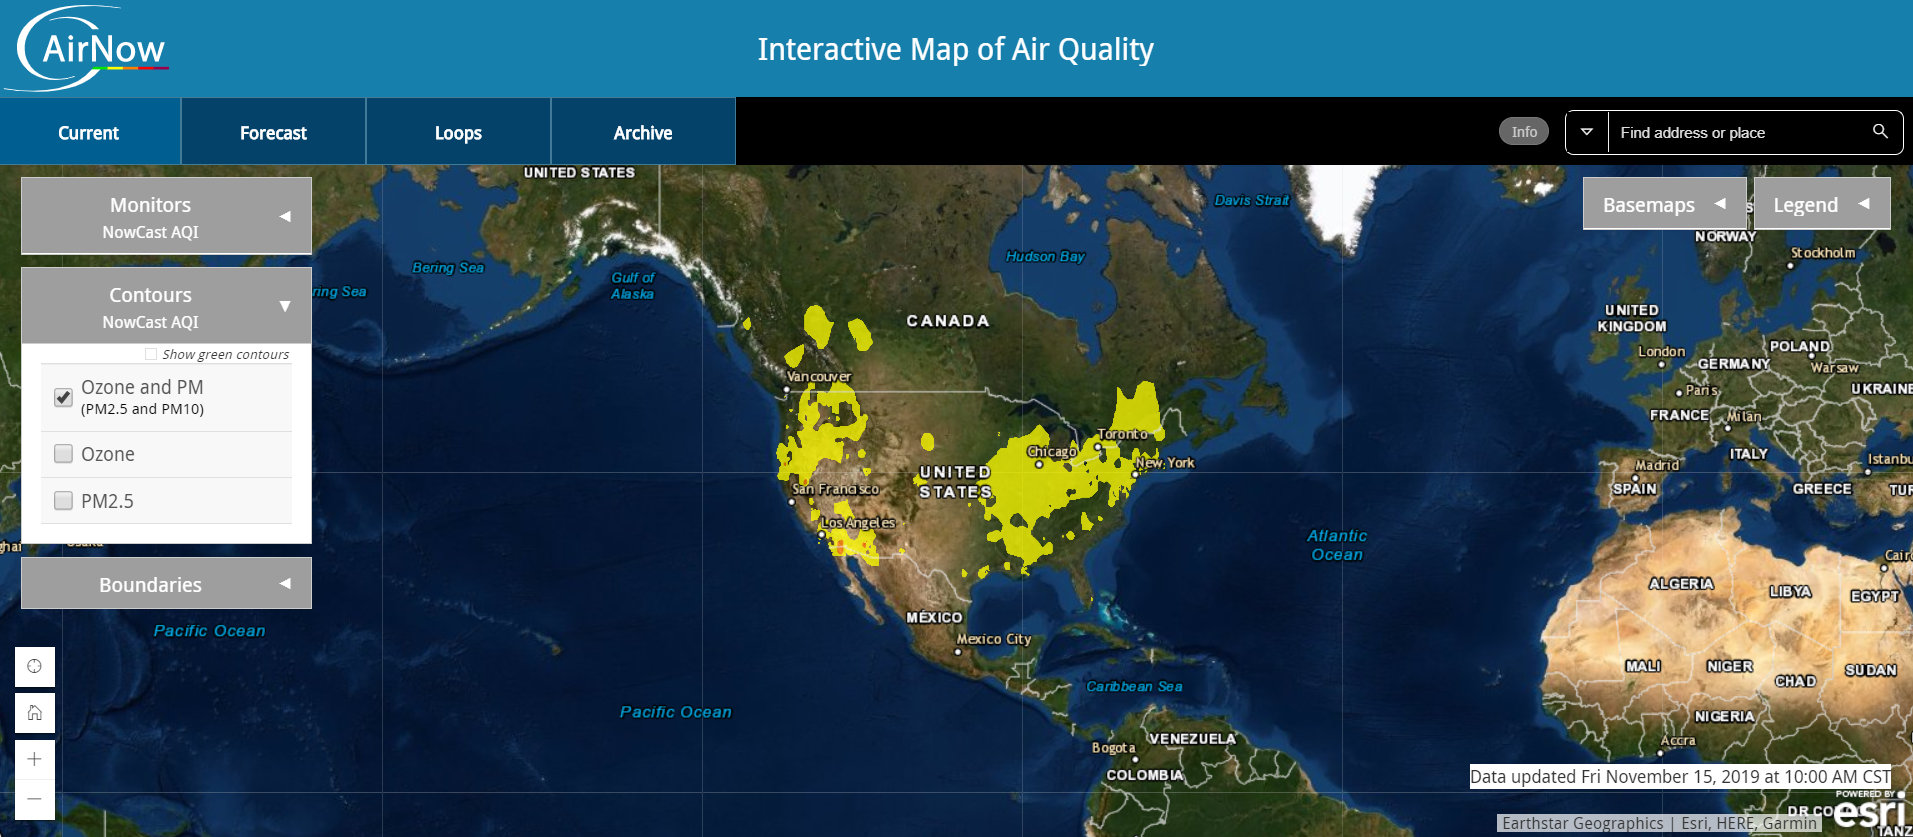 AirNow
Interactive Map of Air Quality
Current
Forecast
Loops
Archive
Info
Find address or place
Monitors
NowCast AQI
Contours
NowCast AQI
Show green contours
Ozone and PM
(PM2.5 and PM10)
Ozone
PM2.5
Boundaries
Basemaps
Legend
UNITED STATES
Davis Strait
Hudson Bay
Bering Sea
ring Sea
Gulf of
Alaska
CANADA
Vancouver
Toronto
Chicago
New York
UNITED
STATES
San Francisco
Los Angeles
MÉXICO
Mexico City
Caribbean Sea
Pacific Ocean
Pacific Ocean
Atlantic
Ocean
Bogota
VENEZUELA
COLOMBIA
NORWAY
Stockholm
UNITED
KINGDOM
London
POLAND
GERMANY
Warsaw
Paris
UKRAINE
FRANCE
Milan
ITALY
Istanbu
Madrid
SPAIN
GREECE
TUR
Cair
ALGERIA
LIBYA
EGYPT
MALI
NIGER
CHAD
SUDAN
NIGERIA
Accra
Data updated Fri November 15, 2019 at 10:00 AM CST
POWERED BY
esri
DR CO
TANZ
Earthstar Geographics | Esri, HERE, Garmin